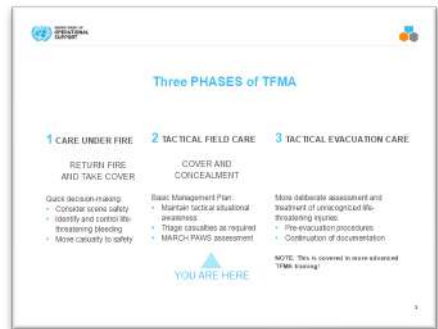 DEPARTMENT OF
OPERATIONAL
SUPPORT
Three PHASES of TFMA
1 CARE UNDER FIRE
RETURN FIRE
AND TAKE COVER
Quick decision-making:
• Consider scene safety
• Identify and control life-
threatening bleeding
• Move casualty to safety
2 TACTICAL FIELD CARE
COVER AND
CONCEALMENT
Basic Management Plan:
• Maintain tactical situational
awareness
• Triage casualties as required
• MARCH PAWS assessment
YOU ARE HERE
3 TACTICAL EVACUATION CARE
More deliberate assessment and
treatment of unrecognized life-
threatening injuries:
• Pre-evacuation procedures
• Continuation of documentation
NOTE: This is covered in more advanced
TFMA training!